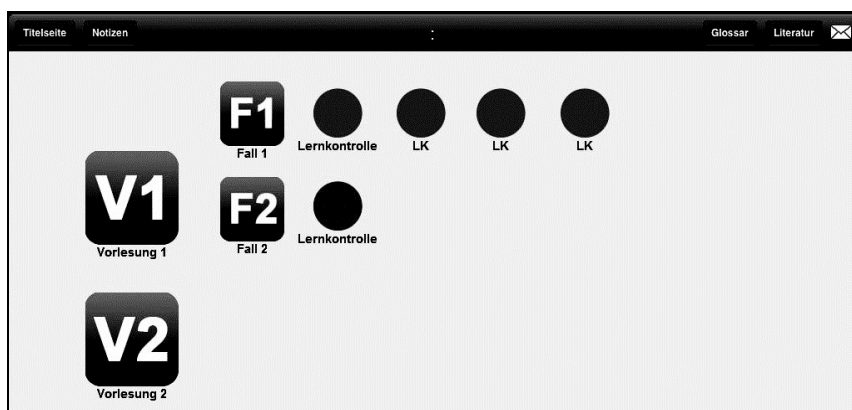 Titelseite Notizen : Glossar Literatur
F1
Fall 1 Lernkontrolle LK LK LK
V1
Vorlesung 1
F2
Fall 2 Lernkontrolle
V2
Vorlesung 2